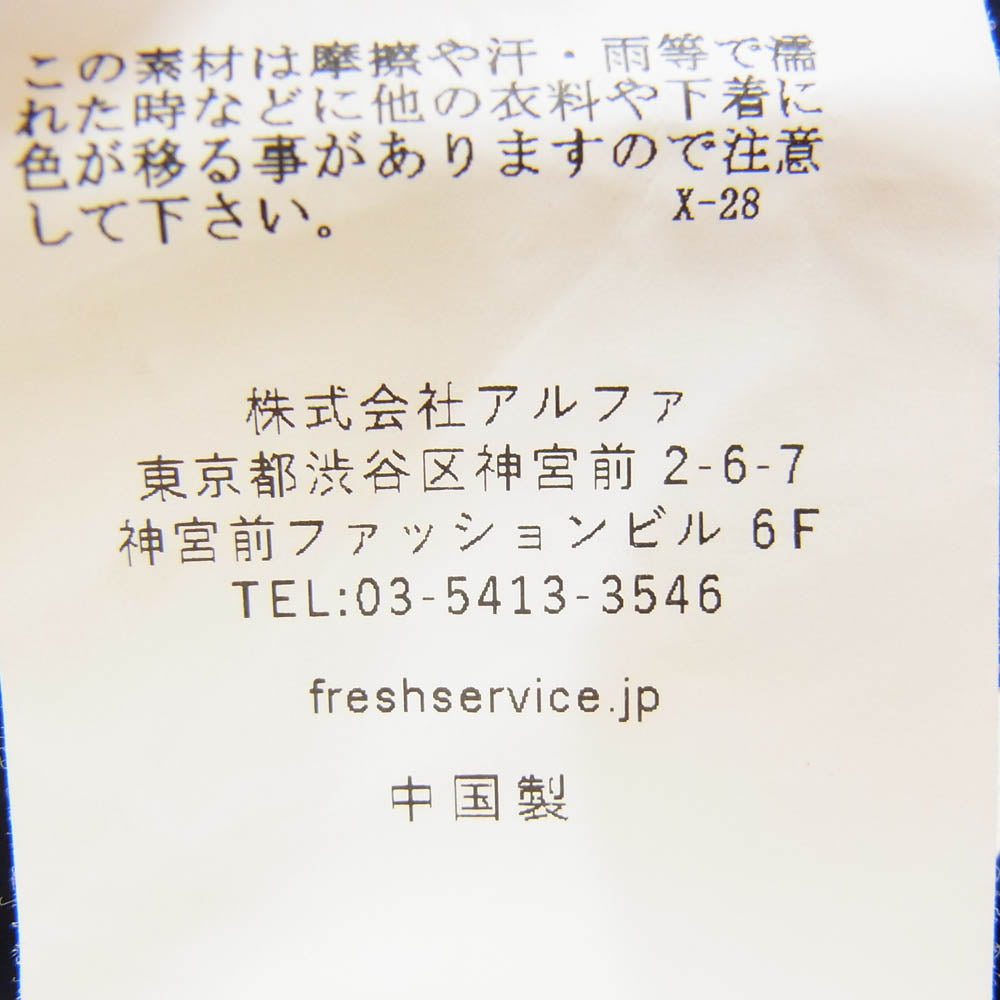 この素材は摩擦や汗・雨等で濡
れた時などに他の衣料や下着に
色が移る事がありますので注意
して下さい。 X-28
株式会社アルファ
東京都渋谷区神宮前 2-6-7
神宮前ファッションビル 6F
TEL:03-5413-3546
freshservice.jp
中国製